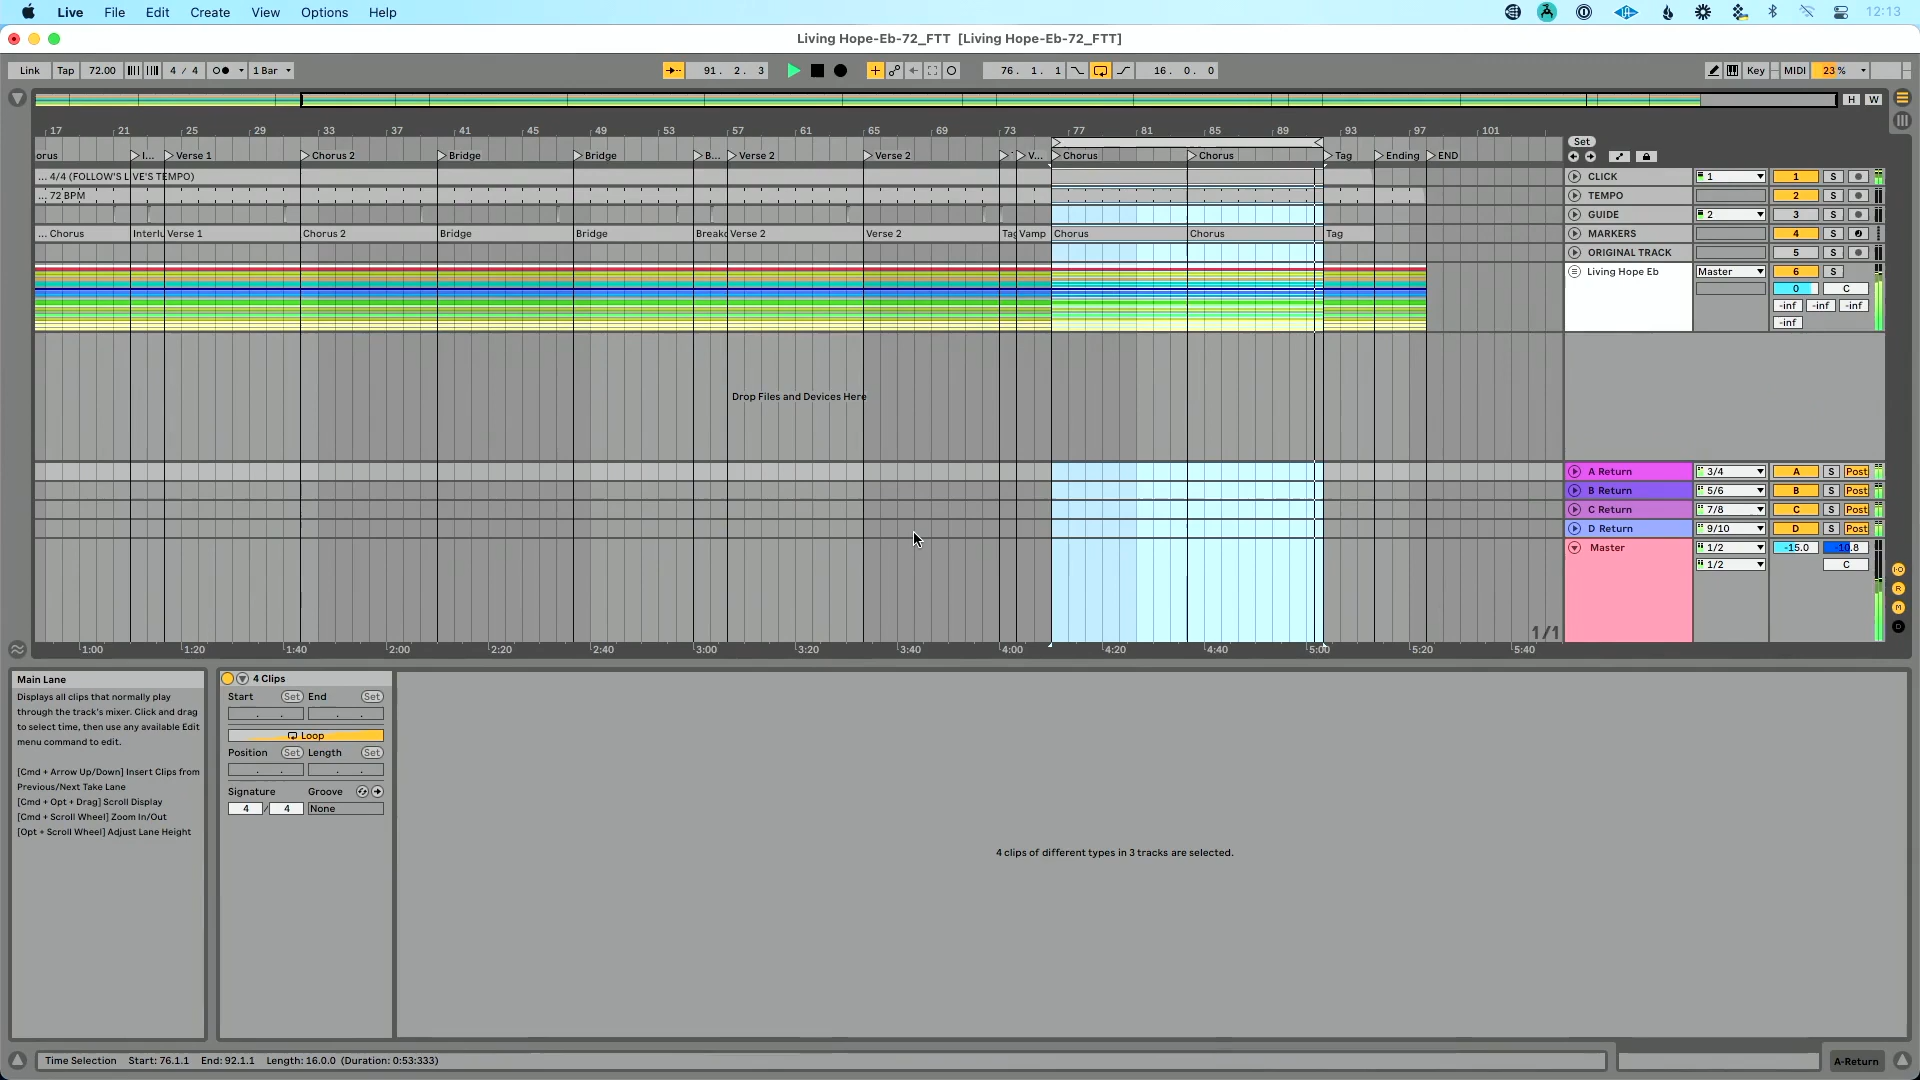 Live File Edit Create View Options Help 12:13
Living Hope-Eb-72_FTT [Living Hope-Eb-72_FTT]
Link Tap 72.00 4 / 4 1 Bar 91. 2. 3 76. 1. 1 16. 0. 0 Key MIDI 23 %
H W
17 21 25 29 33 37 41 45 49 53 57 61 65 69 73 77 81 85 89 93 97 101
Set
orus I... Verse 1 Chorus 2 Bridge Bridge B... Verse 2 Verse 2 V... Chorus Chorus Tag Ending END
... 4/4 (FOLLOW'S LIVE'S TEMPO) CLICK 1 1 S
... 72 BPM TEMPO 2 S
GUIDE 2 3 S
... Chorus Interlu Verse 1 Chorus 2 Bridge Bridge Breakd Verse 2 Verse 2 Tag Vamp Chorus Chorus Tag MARKERS 4 S
ORIGINAL TRACK 5 S
Living Hope Eb Master 6 S
0 C
-inf -inf -inf
-inf
Drop Files and Devices Here
A Return 3/4 A S Post
B Return 5/6 B S Post
C Return 7/8 C S Post
D Return 9/10 D S Post
Master 1/2 -15.0 -10.8
1/2 C
I·O
R
M
D
1/1
1:00 1:20 1:40 2:00 2:20 2:40 3:00 3:20 3:40 4:00 4:20 4:40 5:00 5:20 5:40
Main Lane
Displays all clips that normally play
through the track's mixer. Click and drag
to select time, then use any available Edit
menu command to edit.
[Cmd + Arrow Up/Down] Insert Clips from
Previous/Next Take Lane
[Cmd + Opt + Drag] Scroll Display
[Cmd + Scroll Wheel] Zoom In/Out
[Opt + Scroll Wheel] Adjust Lane Height
4 Clips
Start Set End Set
Loop
Position Set Length Set
Signature Groove
4 / 4 None
4 clips of different types in 3 tracks are selected.
Time Selection Start: 76.1.1 End: 92.1.1 Length: 16.0.0 (Duration: 0:53:333)
A-Return